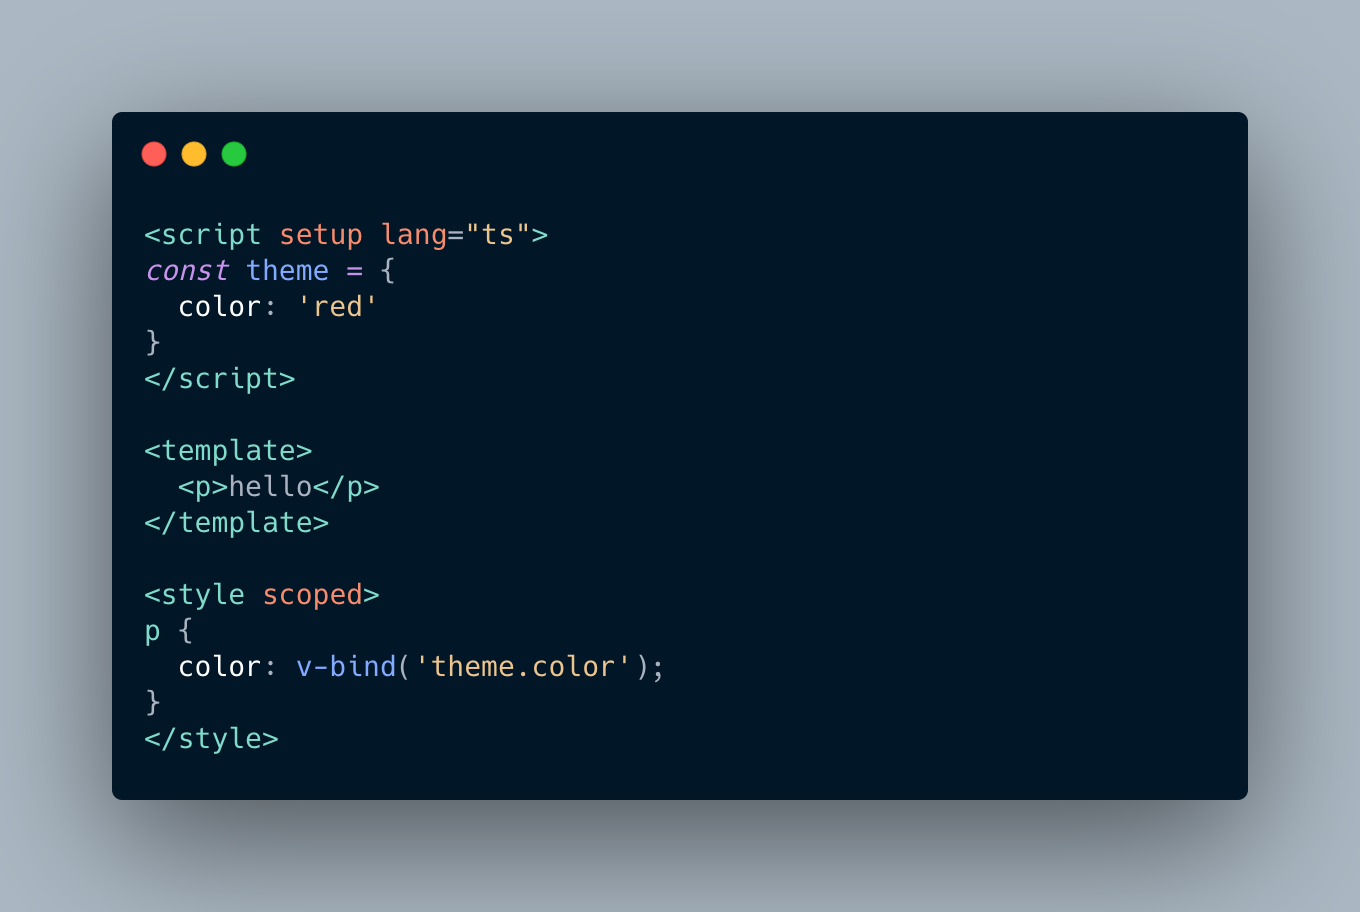 <script setup lang="ts">
const theme = {
  color: 'red'
}
</script>

<template>
  <p>hello</p>
</template>

<style scoped>
p {
  color: v-bind('theme.color');
}
</style>